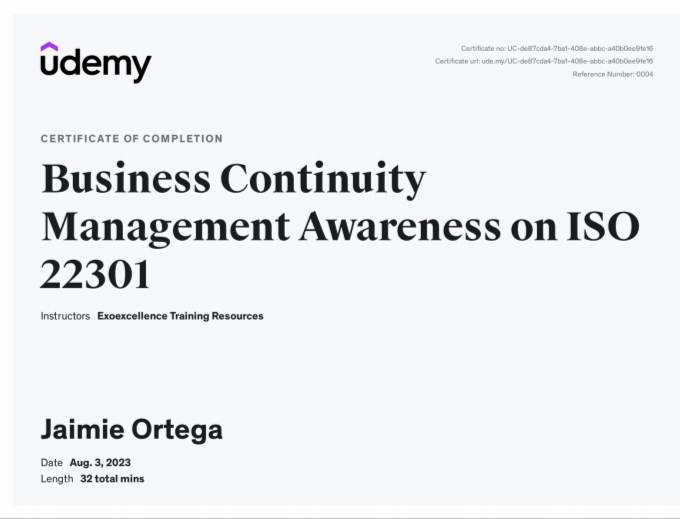 udemy
Certificate no: UC-de87cda4-7ba1-408e-abbc-a40b0ee9fe16
Certificate url: ude.my/UC-de87cda4-7ba1-408e-abbc-a40b0ee9fe16
Reference Number: 0004
CERTIFICATE OF COMPLETION
Business Continuity
Management Awareness on ISO
22301
Instructors Exoexcellence Training Resources
Jaimie Ortega
Date Aug. 3, 2023
Length 32 total mins